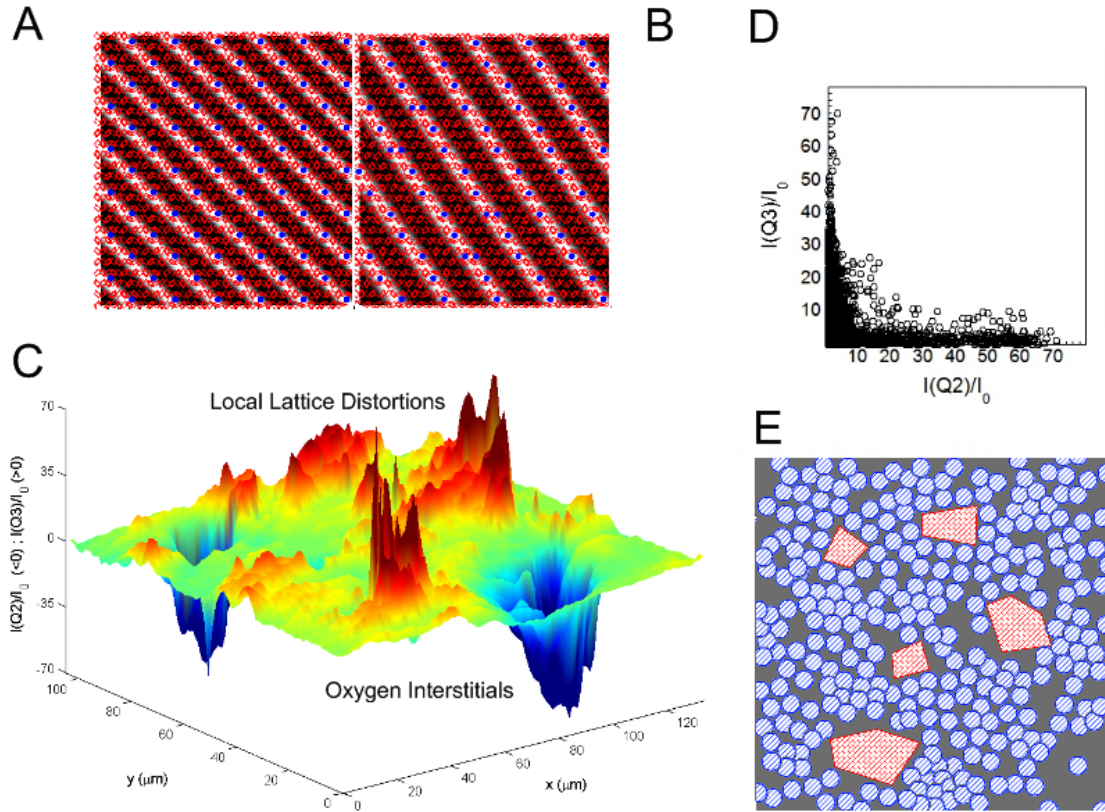 A
B
D
I(Q3)/I0
70
60
50
40
30
20
10
10 20 30 40 50 60 70
I(Q2)/I0
C
Local Lattice Distortions
I(Q2)/I0 (<0) ; I(Q3)/I0 (>0)
70
35
0
-35
-70
Oxygen Interstitials
100
80
60
40
20
0
y (µm)
0
20
40
60
80
100
120
x (µm)
E